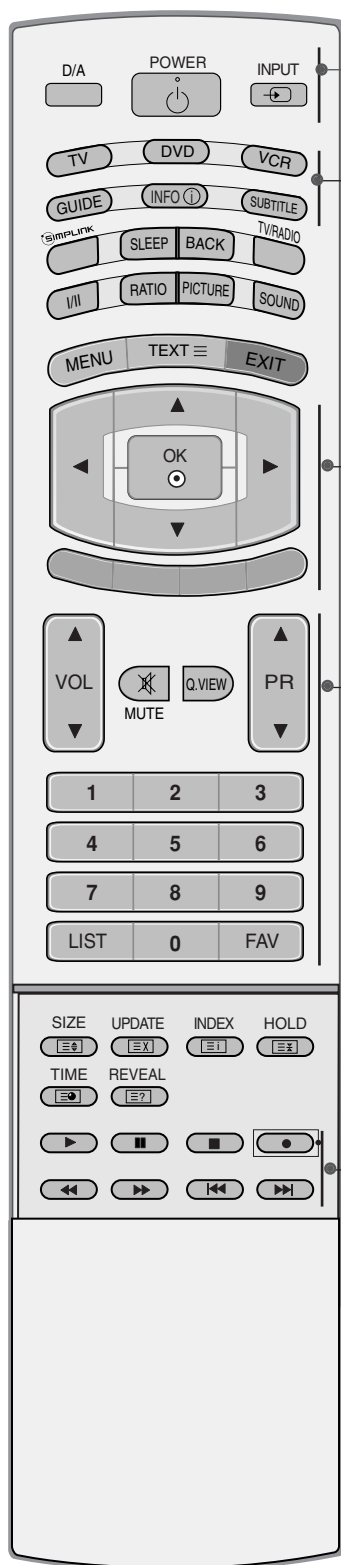 D/A POWER INPUT
TV DVD VCR
GUIDE INFO i SUBTITLE
SIMPLINK SLEEP BACK TV/RADIO
I/II RATIO PICTURE SOUND
MENU TEXT EXIT
OK
VOL MUTE Q.VIEW PR
1 2 3
4 5 6
7 8 9
LIST 0 FAV
SIZE UPDATE INDEX HOLD
X i
TIME REVEAL
?